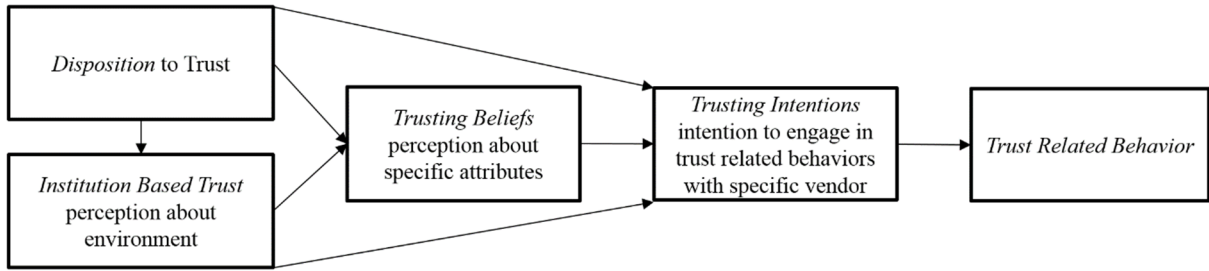 Disposition to Trust
Institution Based Trust
perception about
environment
Trusting Beliefs
perception about
specific attributes
Trusting Intentions
intention to engage in
trust related behaviors
with specific vendor
Trust Related Behavior